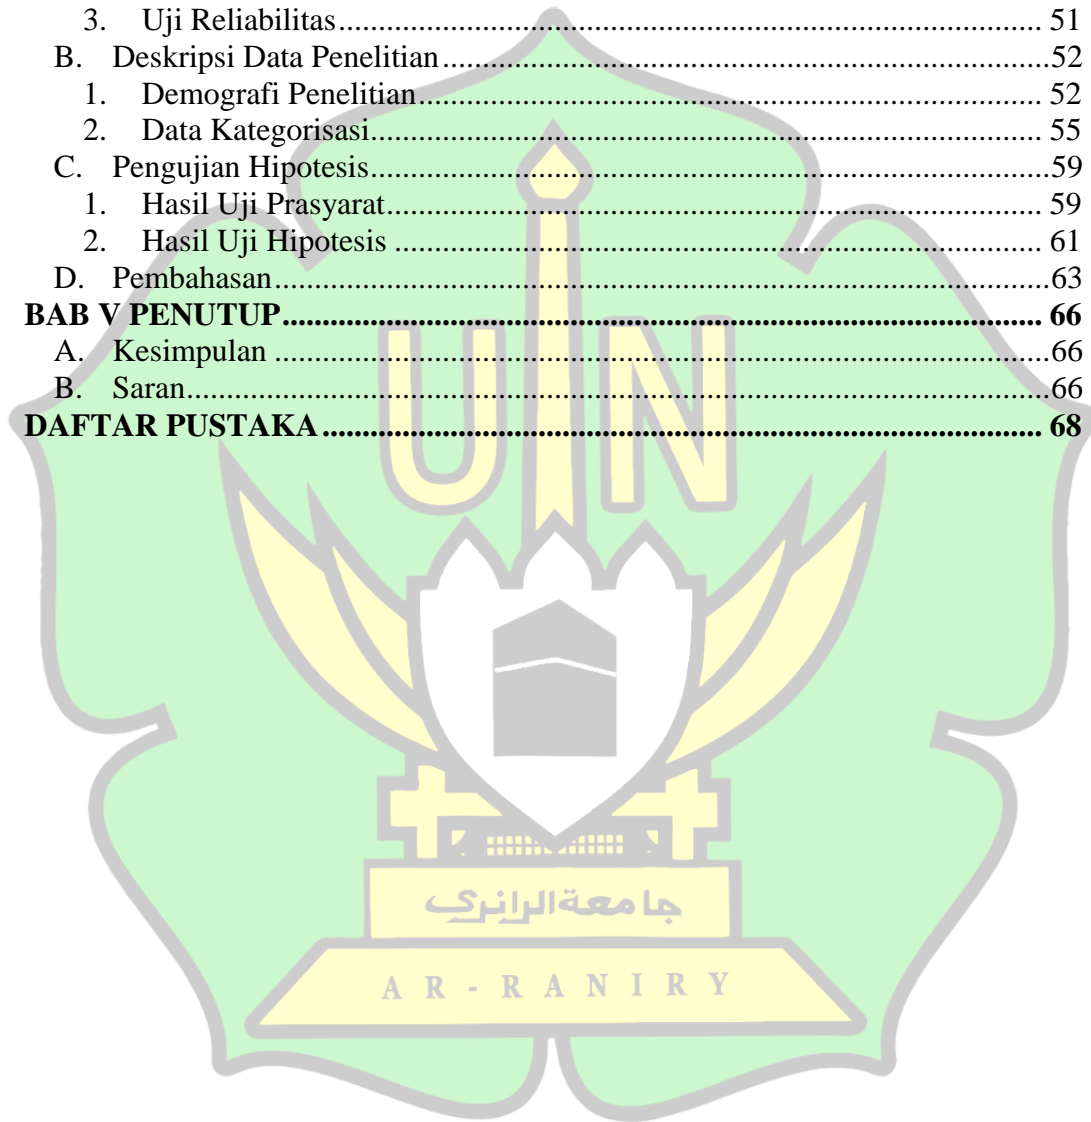 3. Uji Reliabilitas.......... 51
B. Deskripsi Data Penelitian.......... 52
1. Demografi Penelitian.......... 52
2. Data Kategorisasi.......... 55
C. Pengujian Hipotesis.......... 59
1. Hasil Uji Prasyarat.......... 59
2. Hasil Uji Hipotesis.......... 61
D. Pembahasan.......... 63
BAB V PENUTUP.......... 66
A. Kesimpulan.......... 66
B. Saran.......... 66
DAFTAR PUSTAKA.......... 68
UIN
جامعة الرانري
AR-RANIRY